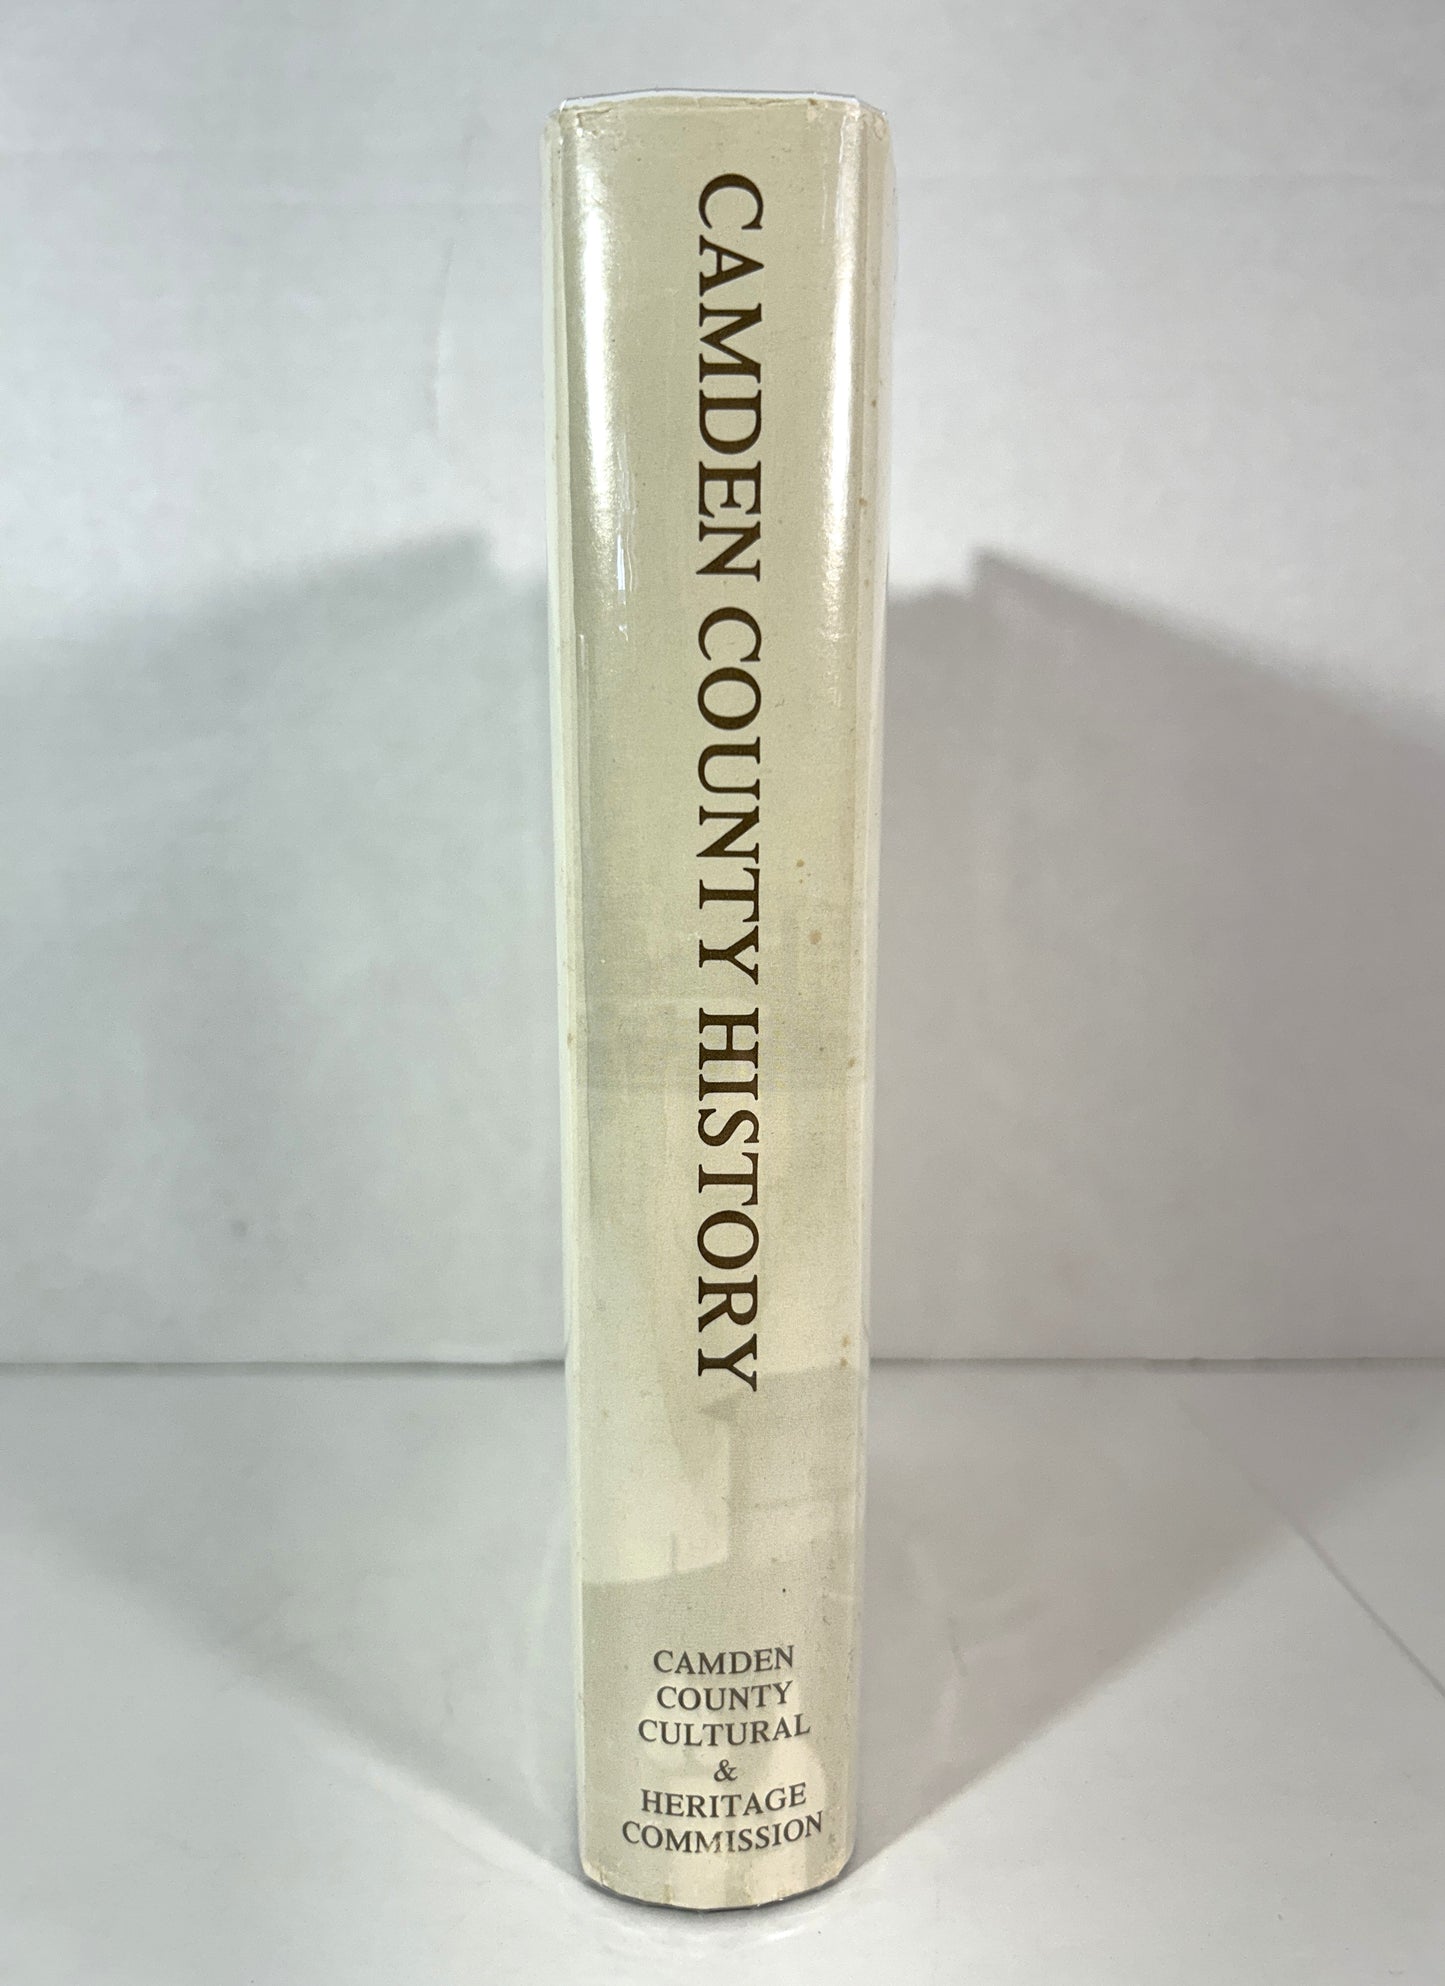 CAMDEN COUNTY HISTORY
CAMDEN
COUNTY
CULTURAL
&
HERITAGE
COMMISSION